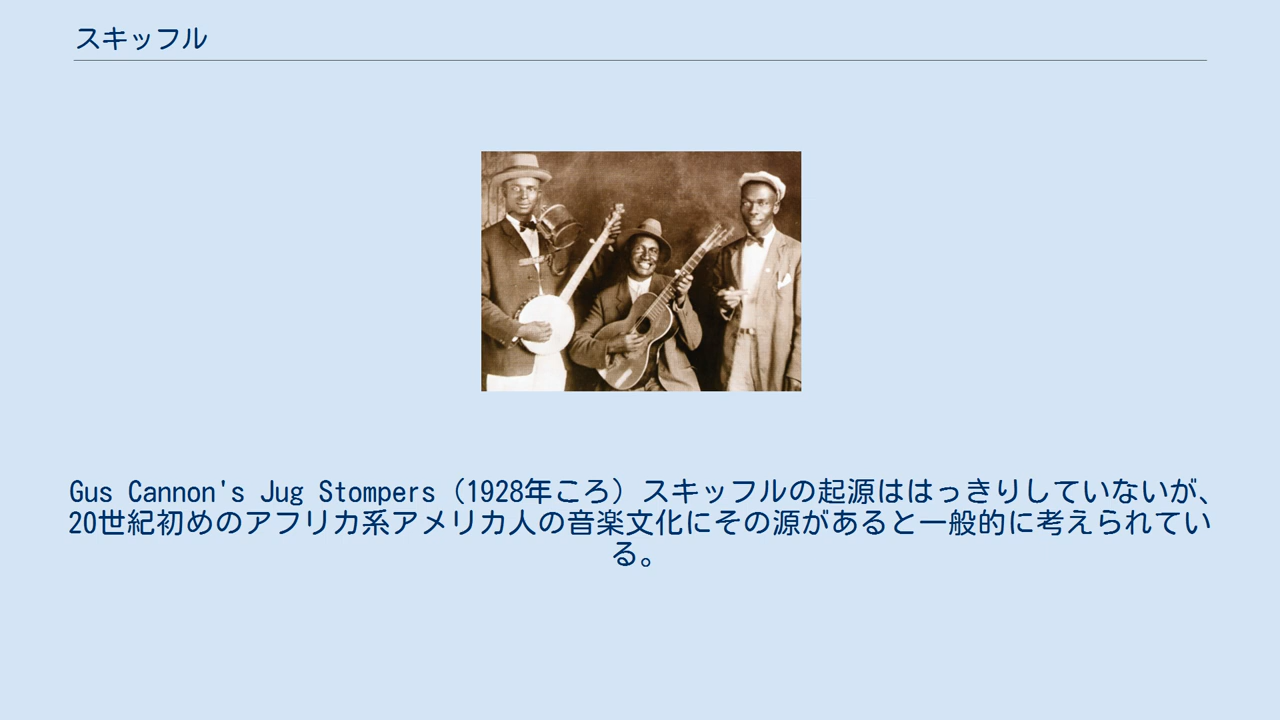 スキッフル
Gus Cannon's Jug Stompers（1928年ころ）スキッフルの起源ははっきりしていないが、
20世紀初めのアフリカ系アメリカ人の音楽文化にその源があると一般的に考えられてい
る。